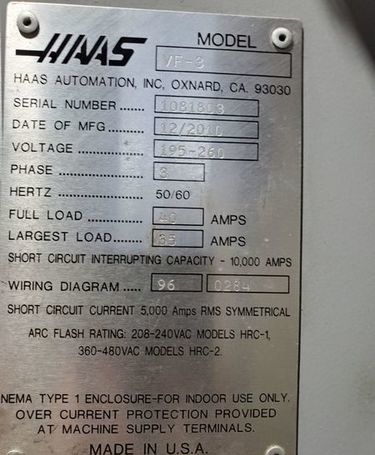 HAAS MODEL
VF-3
HAAS AUTOMATION, INC, OXNARD, CA. 93030
SERIAL NUMBER ......
DATE OF MFG ...... 12/2010
VOLTAGE ............. 195-260
PHASE ................ 3
HERTZ 50/60
FULL LOAD ........... 40 AMPS
LARGEST LOAD...... 35 AMPS
SHORT CIRCUIT INTERRUPTING CAPACITY - 10,000 AMPS
WIRING DIAGRAM ..... 96 0284
SHORT CIRCUIT CURRENT 5,000 Amps RMS SYMMETRICAL
ARC FLASH RATING: 208-240VAC MODELS HRC-1,
360-480VAC MODELS HRC-2.
NEMA TYPE 1 ENCLOSURE-FOR INDOOR USE ONLY.
OVER CURRENT PROTECTION PROVIDED
AT MACHINE SUPPLY TERMINALS.
MADE IN U.S.A.